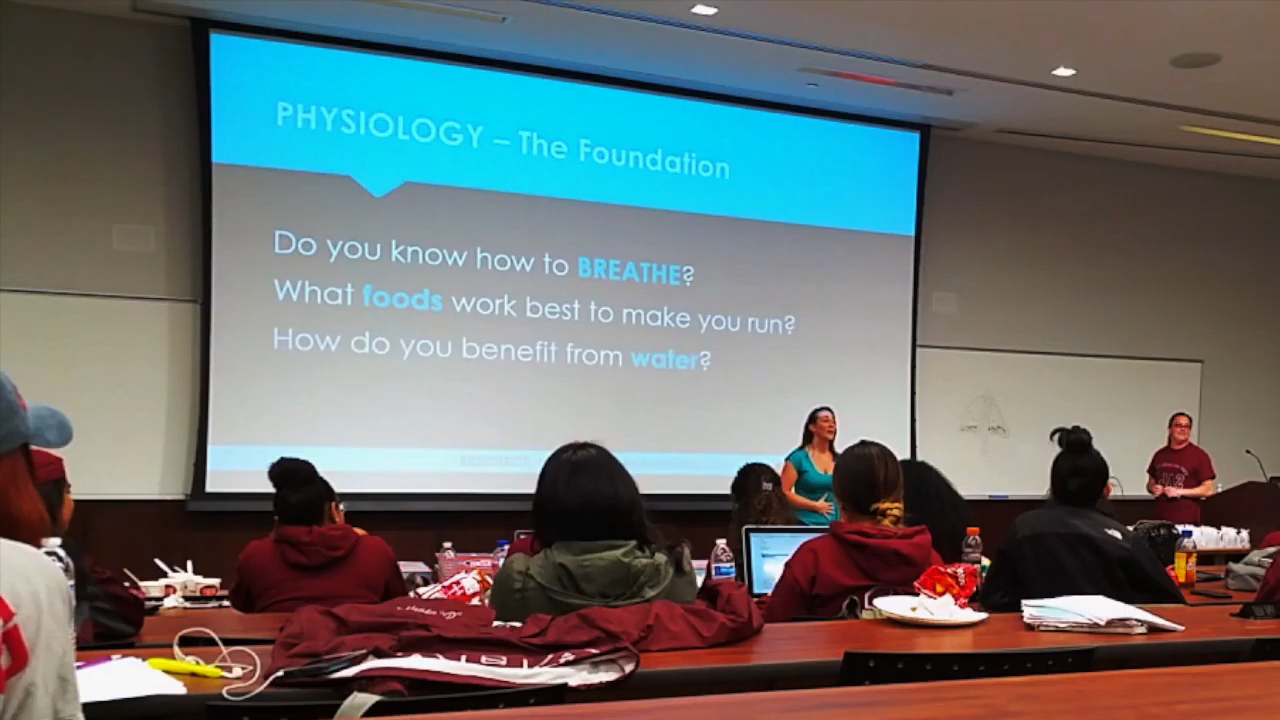 PHYSIOLOGY – The Foundation
Do you know how to BREATHE?
What foods work best to make you run?
How do you benefit from water?